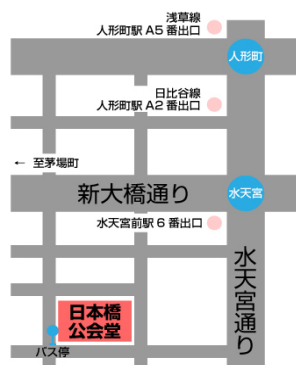 浅草線
人形町駅 A5 番出口
人形町
日比谷線
人形町駅 A2 番出口
← 至茅場町
新大橋通り
水天宮
水天宮前駅 6 番出口
水天宮通り
日本橋
公会堂
バス停